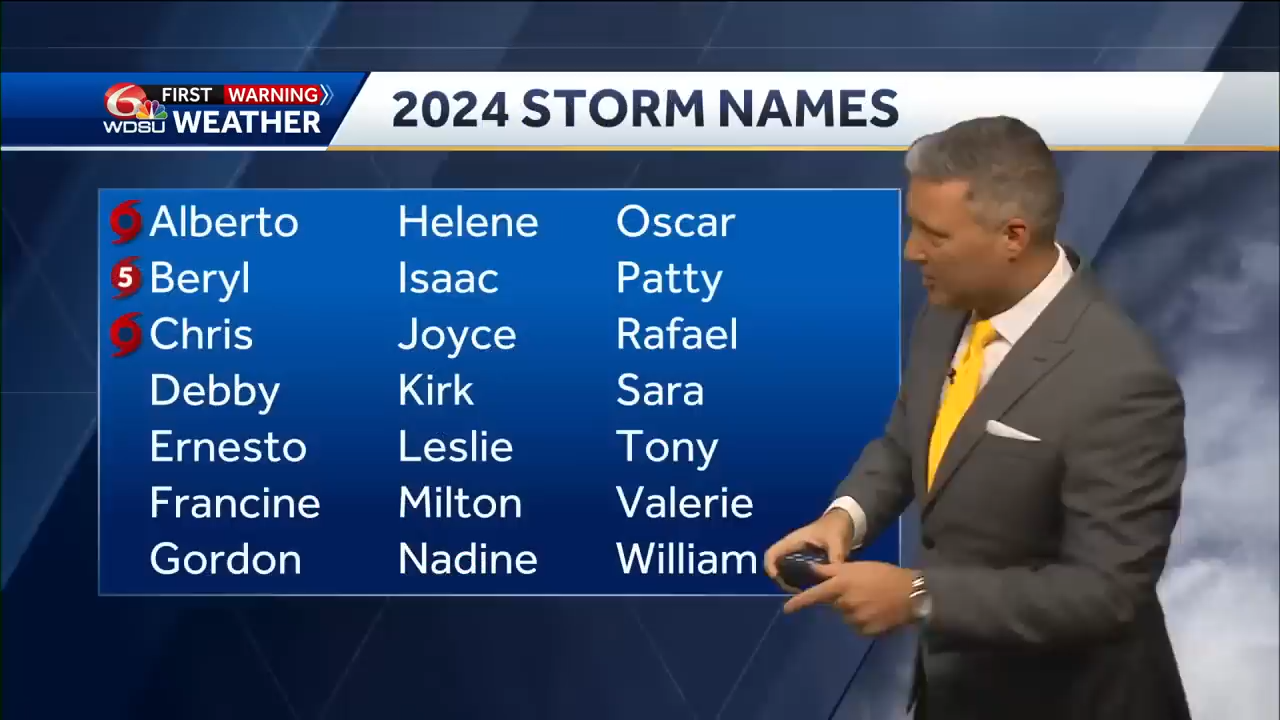 6 FIRST WARNING
WDSU WEATHER
2024 STORM NAMES
Alberto
5 Beryl
Chris
Debby
Ernesto
Francine
Gordon
Helene
Isaac
Joyce
Kirk
Leslie
Milton
Nadine
Oscar
Patty
Rafael
Sara
Tony
Valerie
William